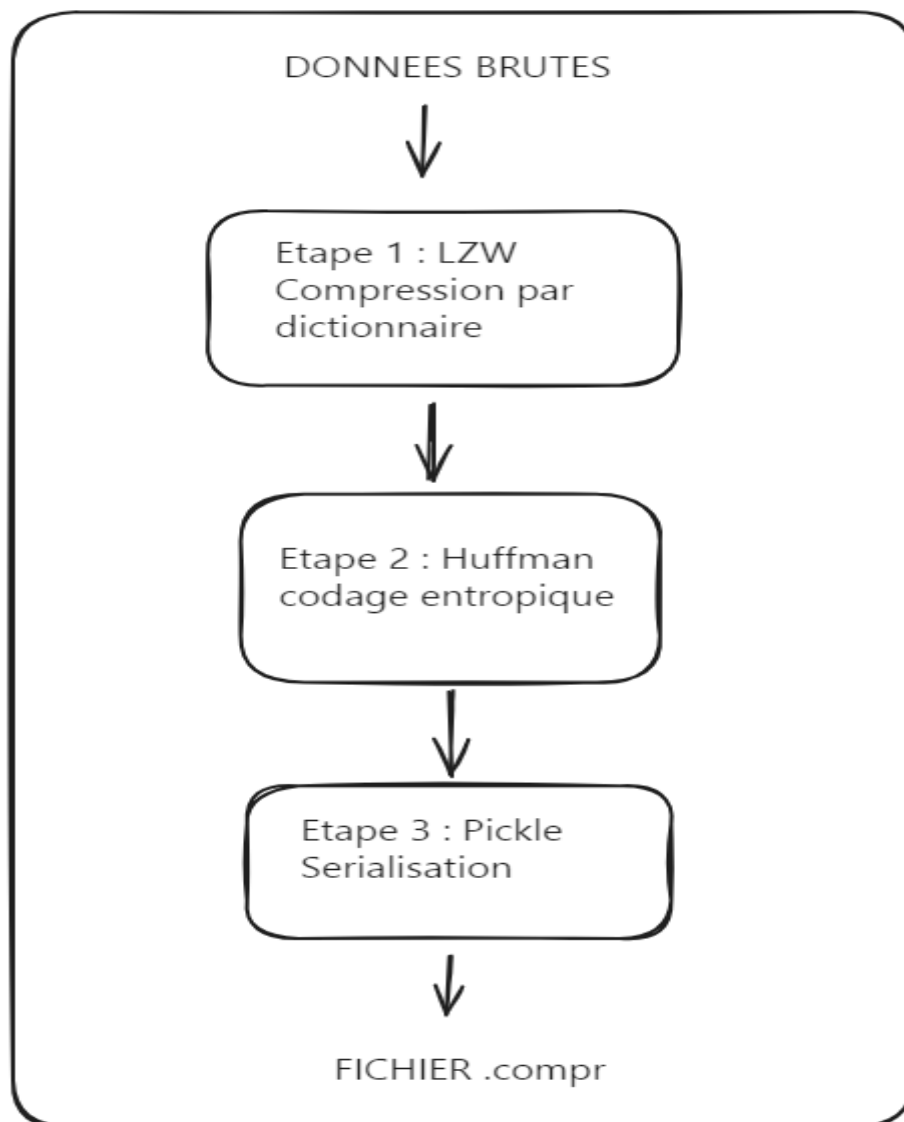 DONNEES BRUTES
Etape 1 : LZW
Compression par
dictionnaire
Etape 2 : Huffman
codage entropique
Etape 3 : Pickle
Serialisation
FICHIER .compr